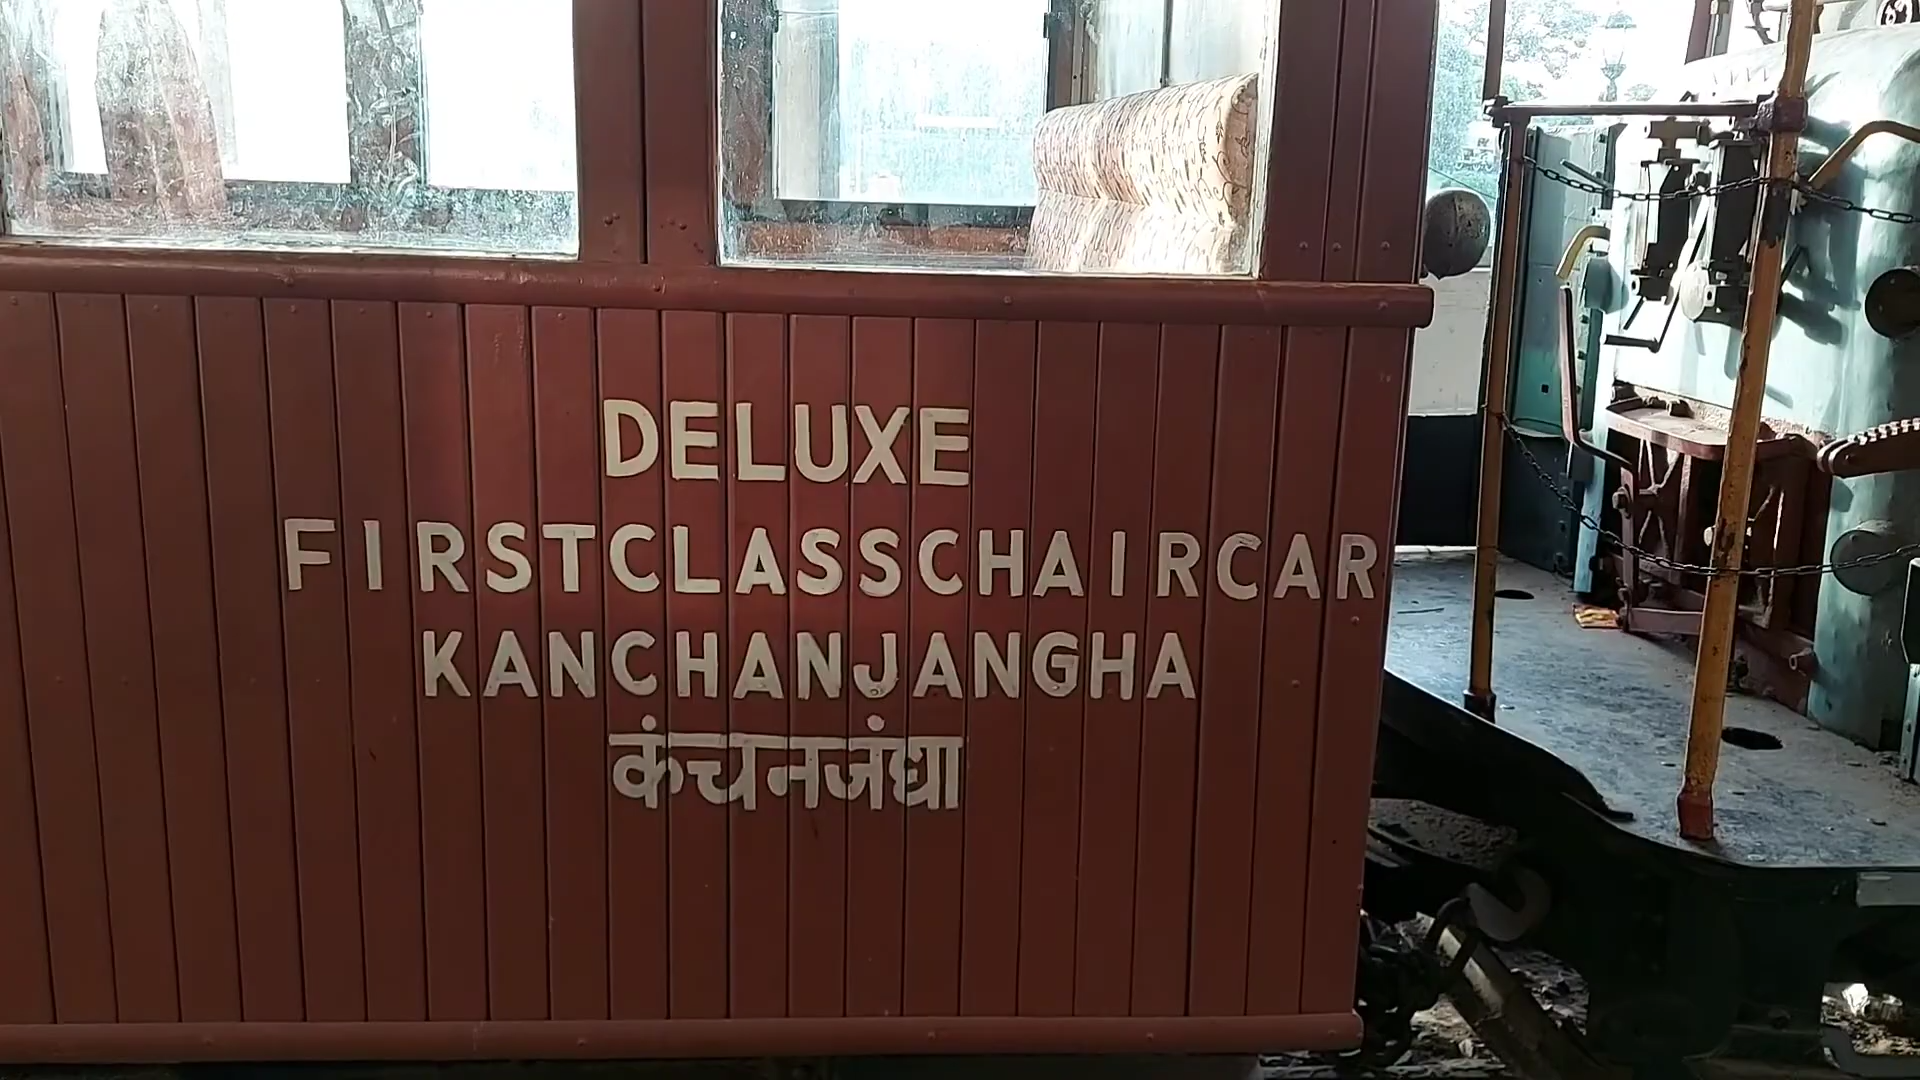 DELUXE
FIRSTCLASSCHAIRCAR
KANCHANJANGHA
कंचनजंघा